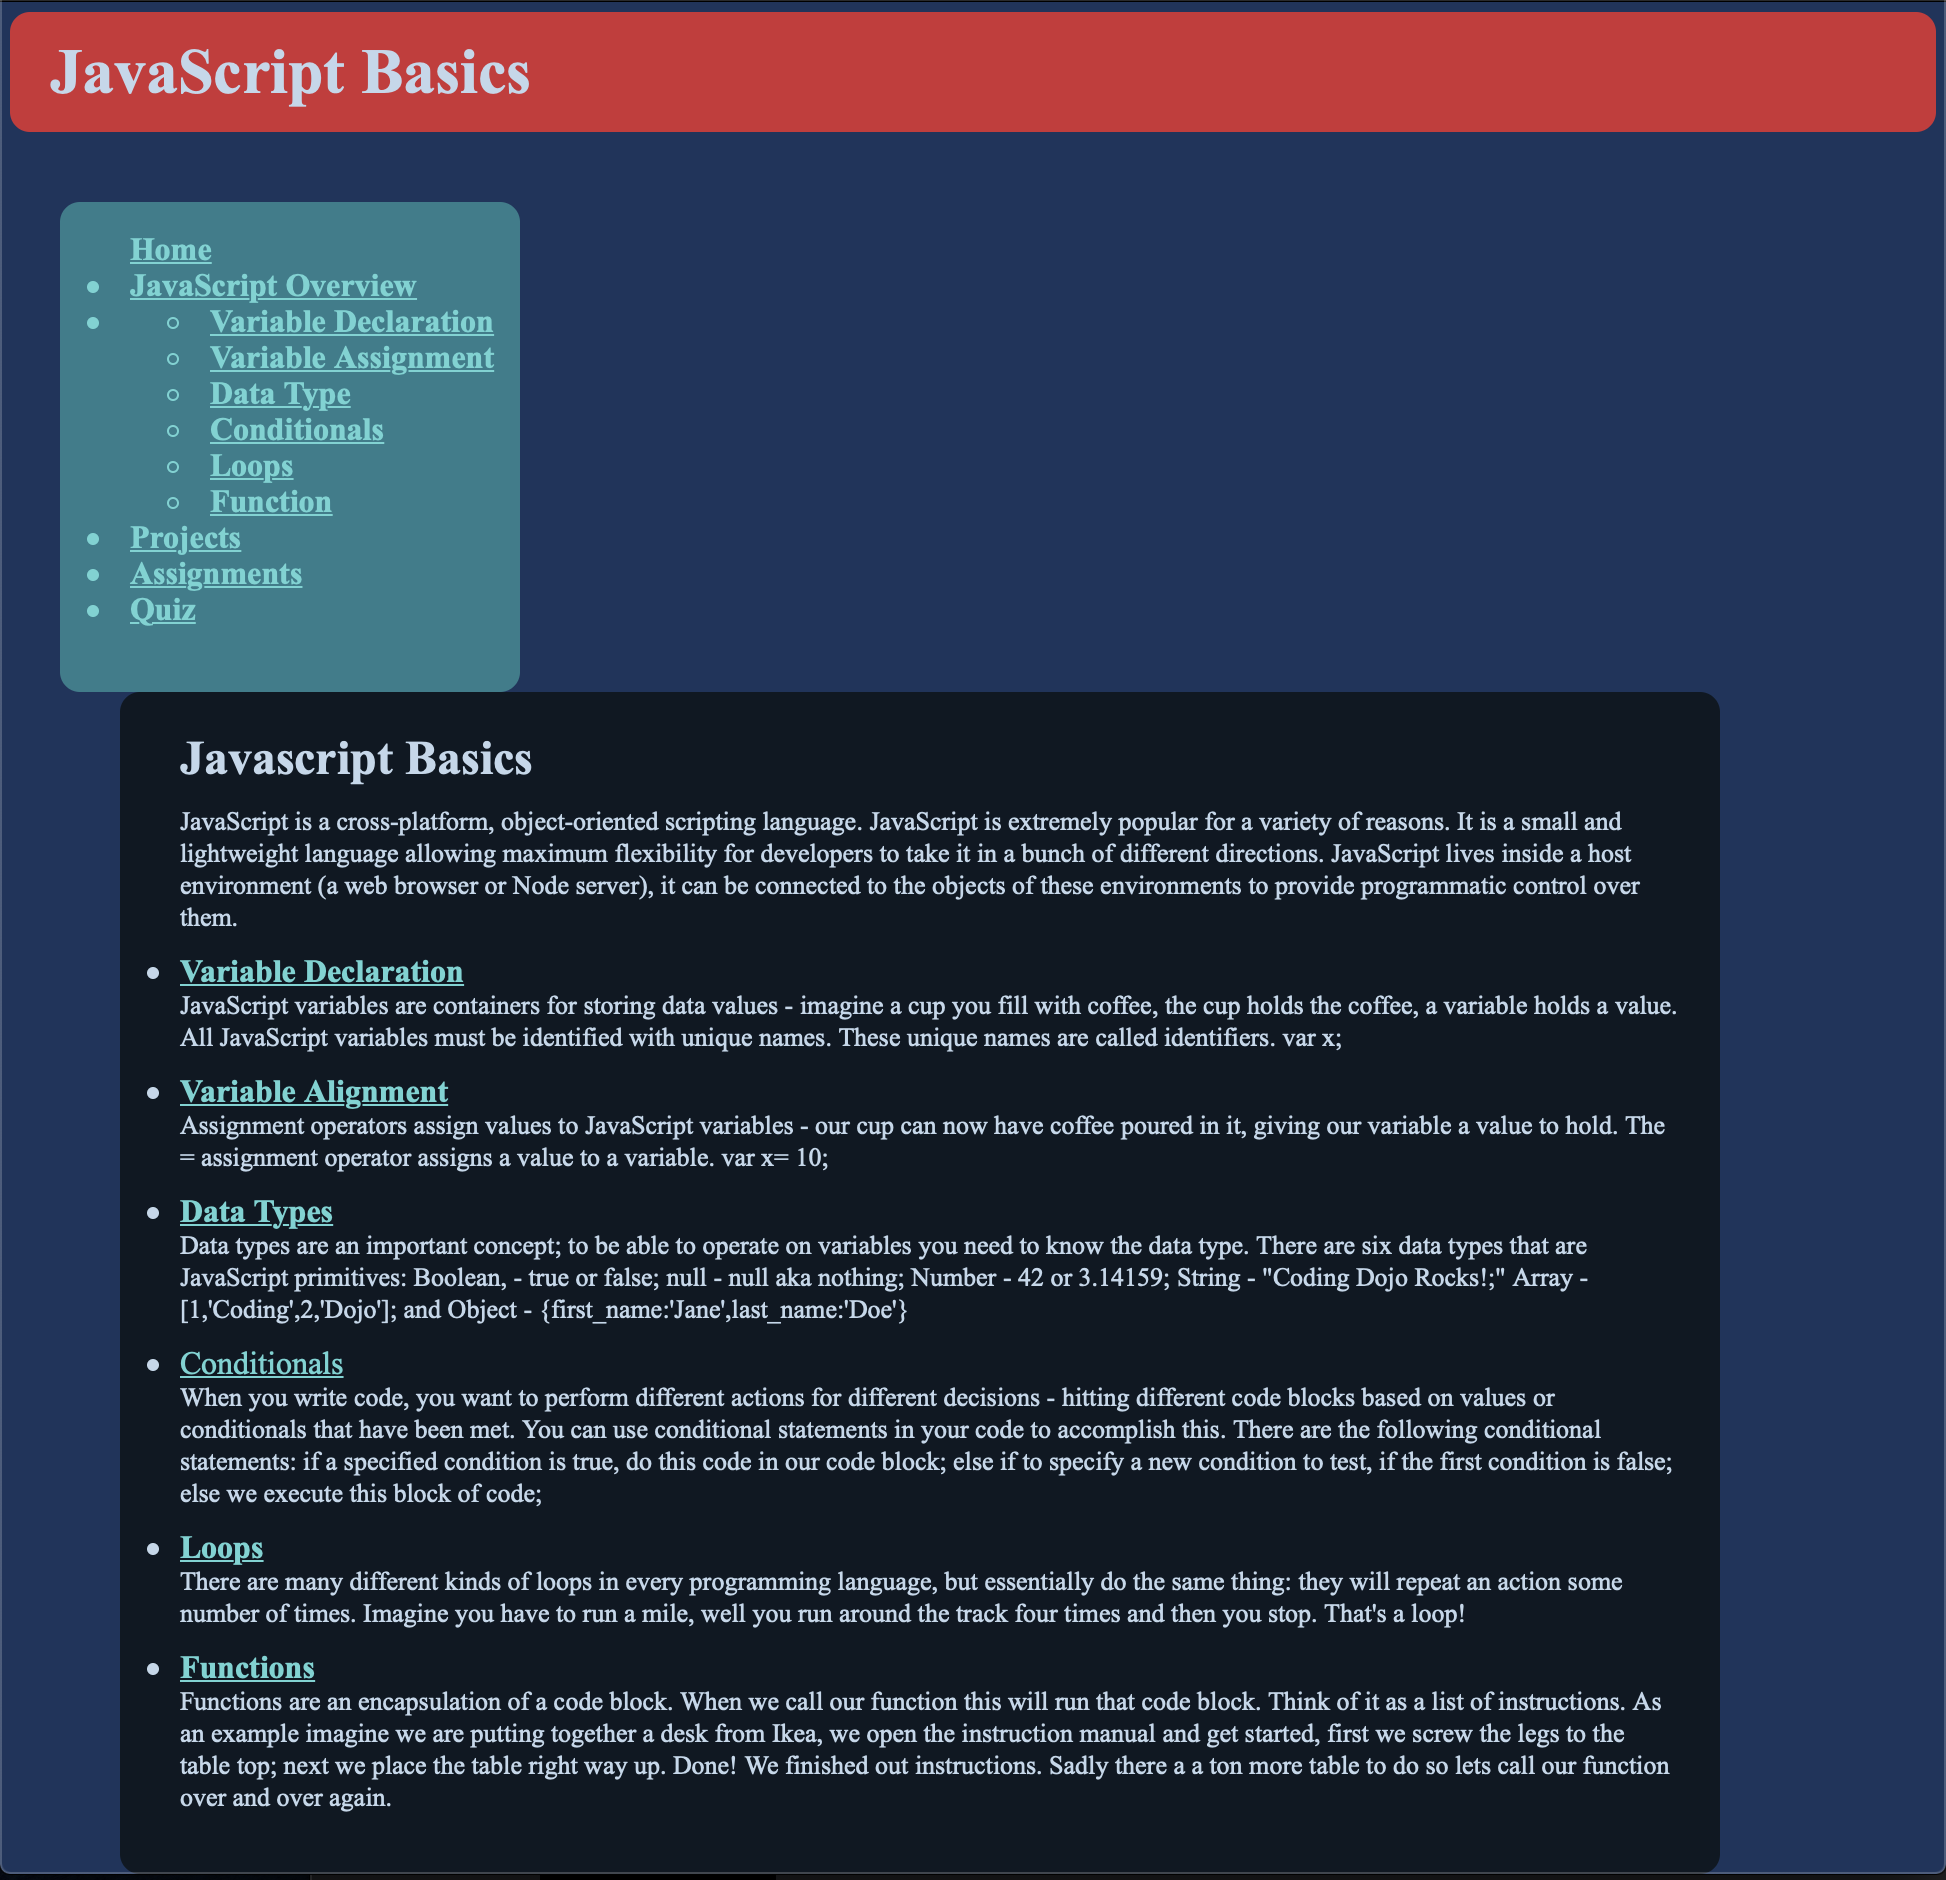 JavaScript Basics
Home
JavaScript Overview
Variable Declaration
Variable Assignment
Data Type
Conditionals
Loops
Function
Projects
Assignments
Quiz
Javascript Basics
JavaScript is a cross-platform, object-oriented scripting language. JavaScript is extremely popular for a variety of reasons. It is a small and
lightweight language allowing maximum flexibility for developers to take it in a bunch of different directions. JavaScript lives inside a host
environment (a web browser or Node server), it can be connected to the objects of these environments to provide programmatic control over
them.
Variable Declaration
JavaScript variables are containers for storing data values - imagine a cup you fill with coffee, the cup holds the coffee, a variable holds a value.
All JavaScript variables must be identified with unique names. These unique names are called identifiers. var x;
Variable Alignment
Assignment operators assign values to JavaScript variables - our cup can now have coffee poured in it, giving our variable a value to hold. The
= assignment operator assigns a value to a variable. var x= 10;
Data Types
Data types are an important concept; to be able to operate on variables you need to know the data type. There are six data types that are
JavaScript primitives: Boolean, - true or false; null - null aka nothing; Number - 42 or 3.14159; String - "Coding Dojo Rocks!;" Array -
[1,'Coding',2,'Dojo']; and Object - {first_name:'Jane',last_name:'Doe'}
Conditionals
When you write code, you want to perform different actions for different decisions - hitting different code blocks based on values or
conditionals that have been met. You can use conditional statements in your code to accomplish this. There are the following conditional
statements: if a specified condition is true, do this code in our code block; else if to specify a new condition to test, if the first condition is false;
else we execute this block of code;
Loops
There are many different kinds of loops in every programming language, but essentially do the same thing: they will repeat an action some
number of times. Imagine you have to run a mile, well you run around the track four times and then you stop. That's a loop!
Functions
Functions are an encapsulation of a code block. When we call our function this will run that code block. Think of it as a list of instructions. As
an example imagine we are putting together a desk from Ikea, we open the instruction manual and get started, first we screw the legs to the
table top; next we place the table right way up. Done! We finished out instructions. Sadly there a a ton more table to do so lets call our function
over and over again.